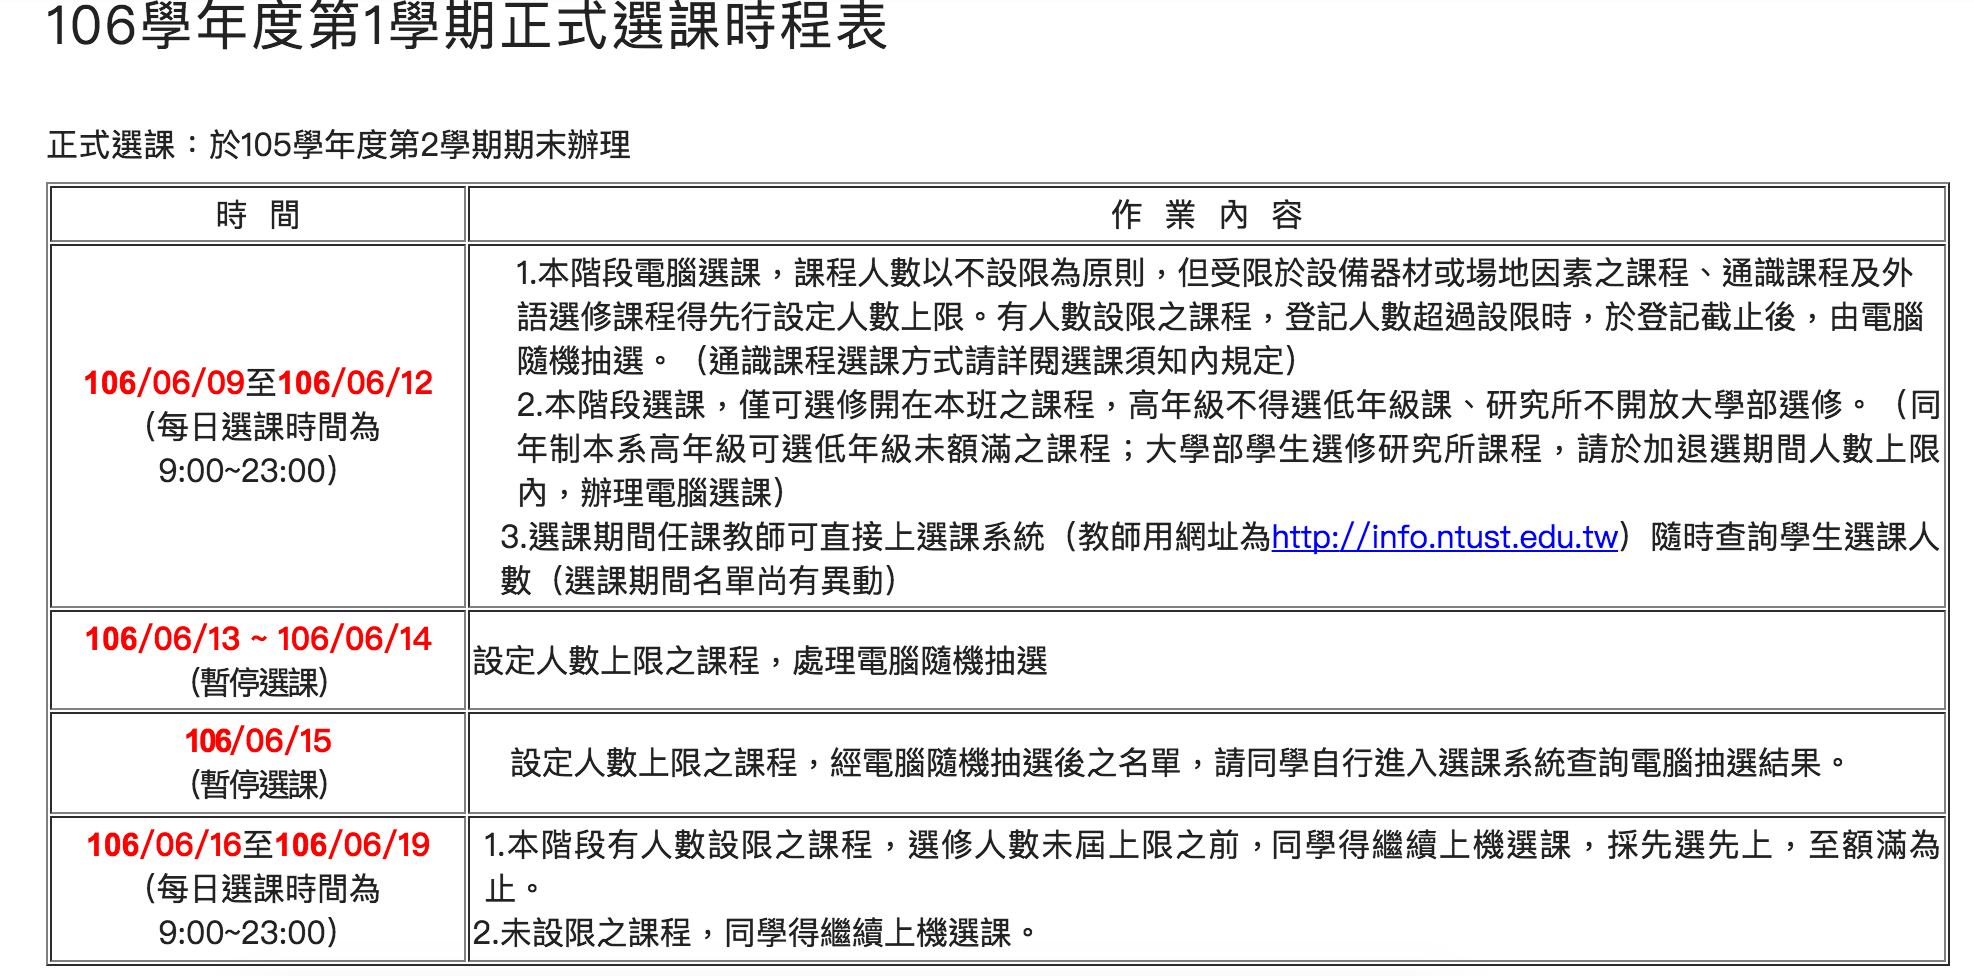 106學年度第1學期正式選課時程表
正式選課：於105學年度第2學期期末辦理
時 間
作 業 內 容
106/06/09至106/06/12
（每日選課時間為
9:00~23:00）
1.本階段電腦選課，課程人數以不設限為原則，但受限於設備器材或場地因素之課程、通識課程及外
語選修課程得先行設定人數上限。有人數設限之課程，登記人數超過設限時，於登記截止後，由電腦
隨機抽選。（通識課程選課方式請詳閱選課須知內規定）
2.本階段選課，僅可選修開在本班之課程，高年級不得選低年級課、研究所不開放大學部選修。（同
年制本系高年級可選低年級未額滿之課程；大學部學生選修研究所課程，請於加退選期間人數上限
內，辦理電腦選課）
3.選課期間任課教師可直接上選課系統（教師用網址為http://info.ntust.edu.tw）隨時查詢學生選課人
數（選課期間名單尚有異動）
106/06/13 ~ 106/06/14
（暫停選課）
設定人數上限之課程，處理電腦隨機抽選
106/06/15
（暫停選課）
設定人數上限之課程，經電腦隨機抽選後之名單，請同學自行進入選課系統查詢電腦抽選結果。
106/06/16至106/06/19
（每日選課時間為
9:00~23:00）
1.本階段有人數設限之課程，選修人數未屆上限之前，同學得繼續上機選課，採先選先上，至額滿為
止。
2.未設限之課程，同學得繼續上機選課。